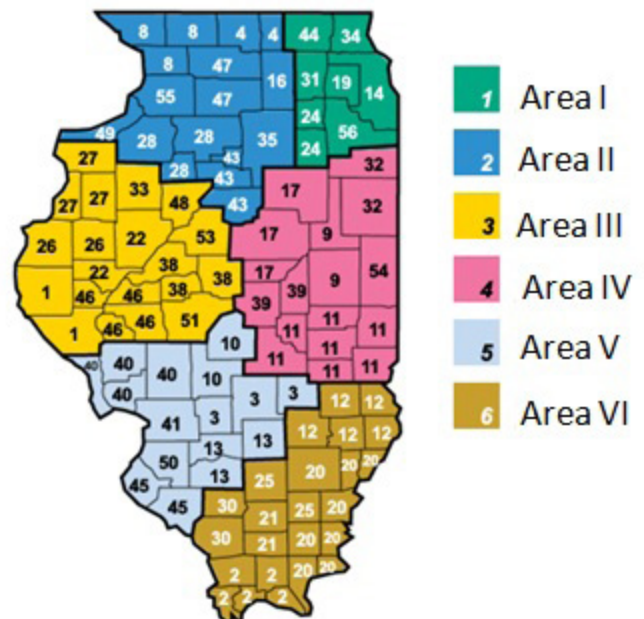 8 8 4 4 44 34
8 47 16 31 19 14
55 47
24
49 28 28 35 56
27 43 24 32
28 43
33 17
27 27 48 43 32
26 26 22 53 17 9
22 38 38 17 9 54
1 46 46 38 39 39
1 46 46 51 11 11 11
10 11 11
40 40 40 10 11 11
40 3 3 12 12
41 3 13 12 12 12
50 13 20 20 20
45 13 25
45 30 21 25 20
30 21 20 20
2 2 20 20
2 2 2
1 Area I
2 Area II
3 Area III
4 Area IV
5 Area V
6 Area VI